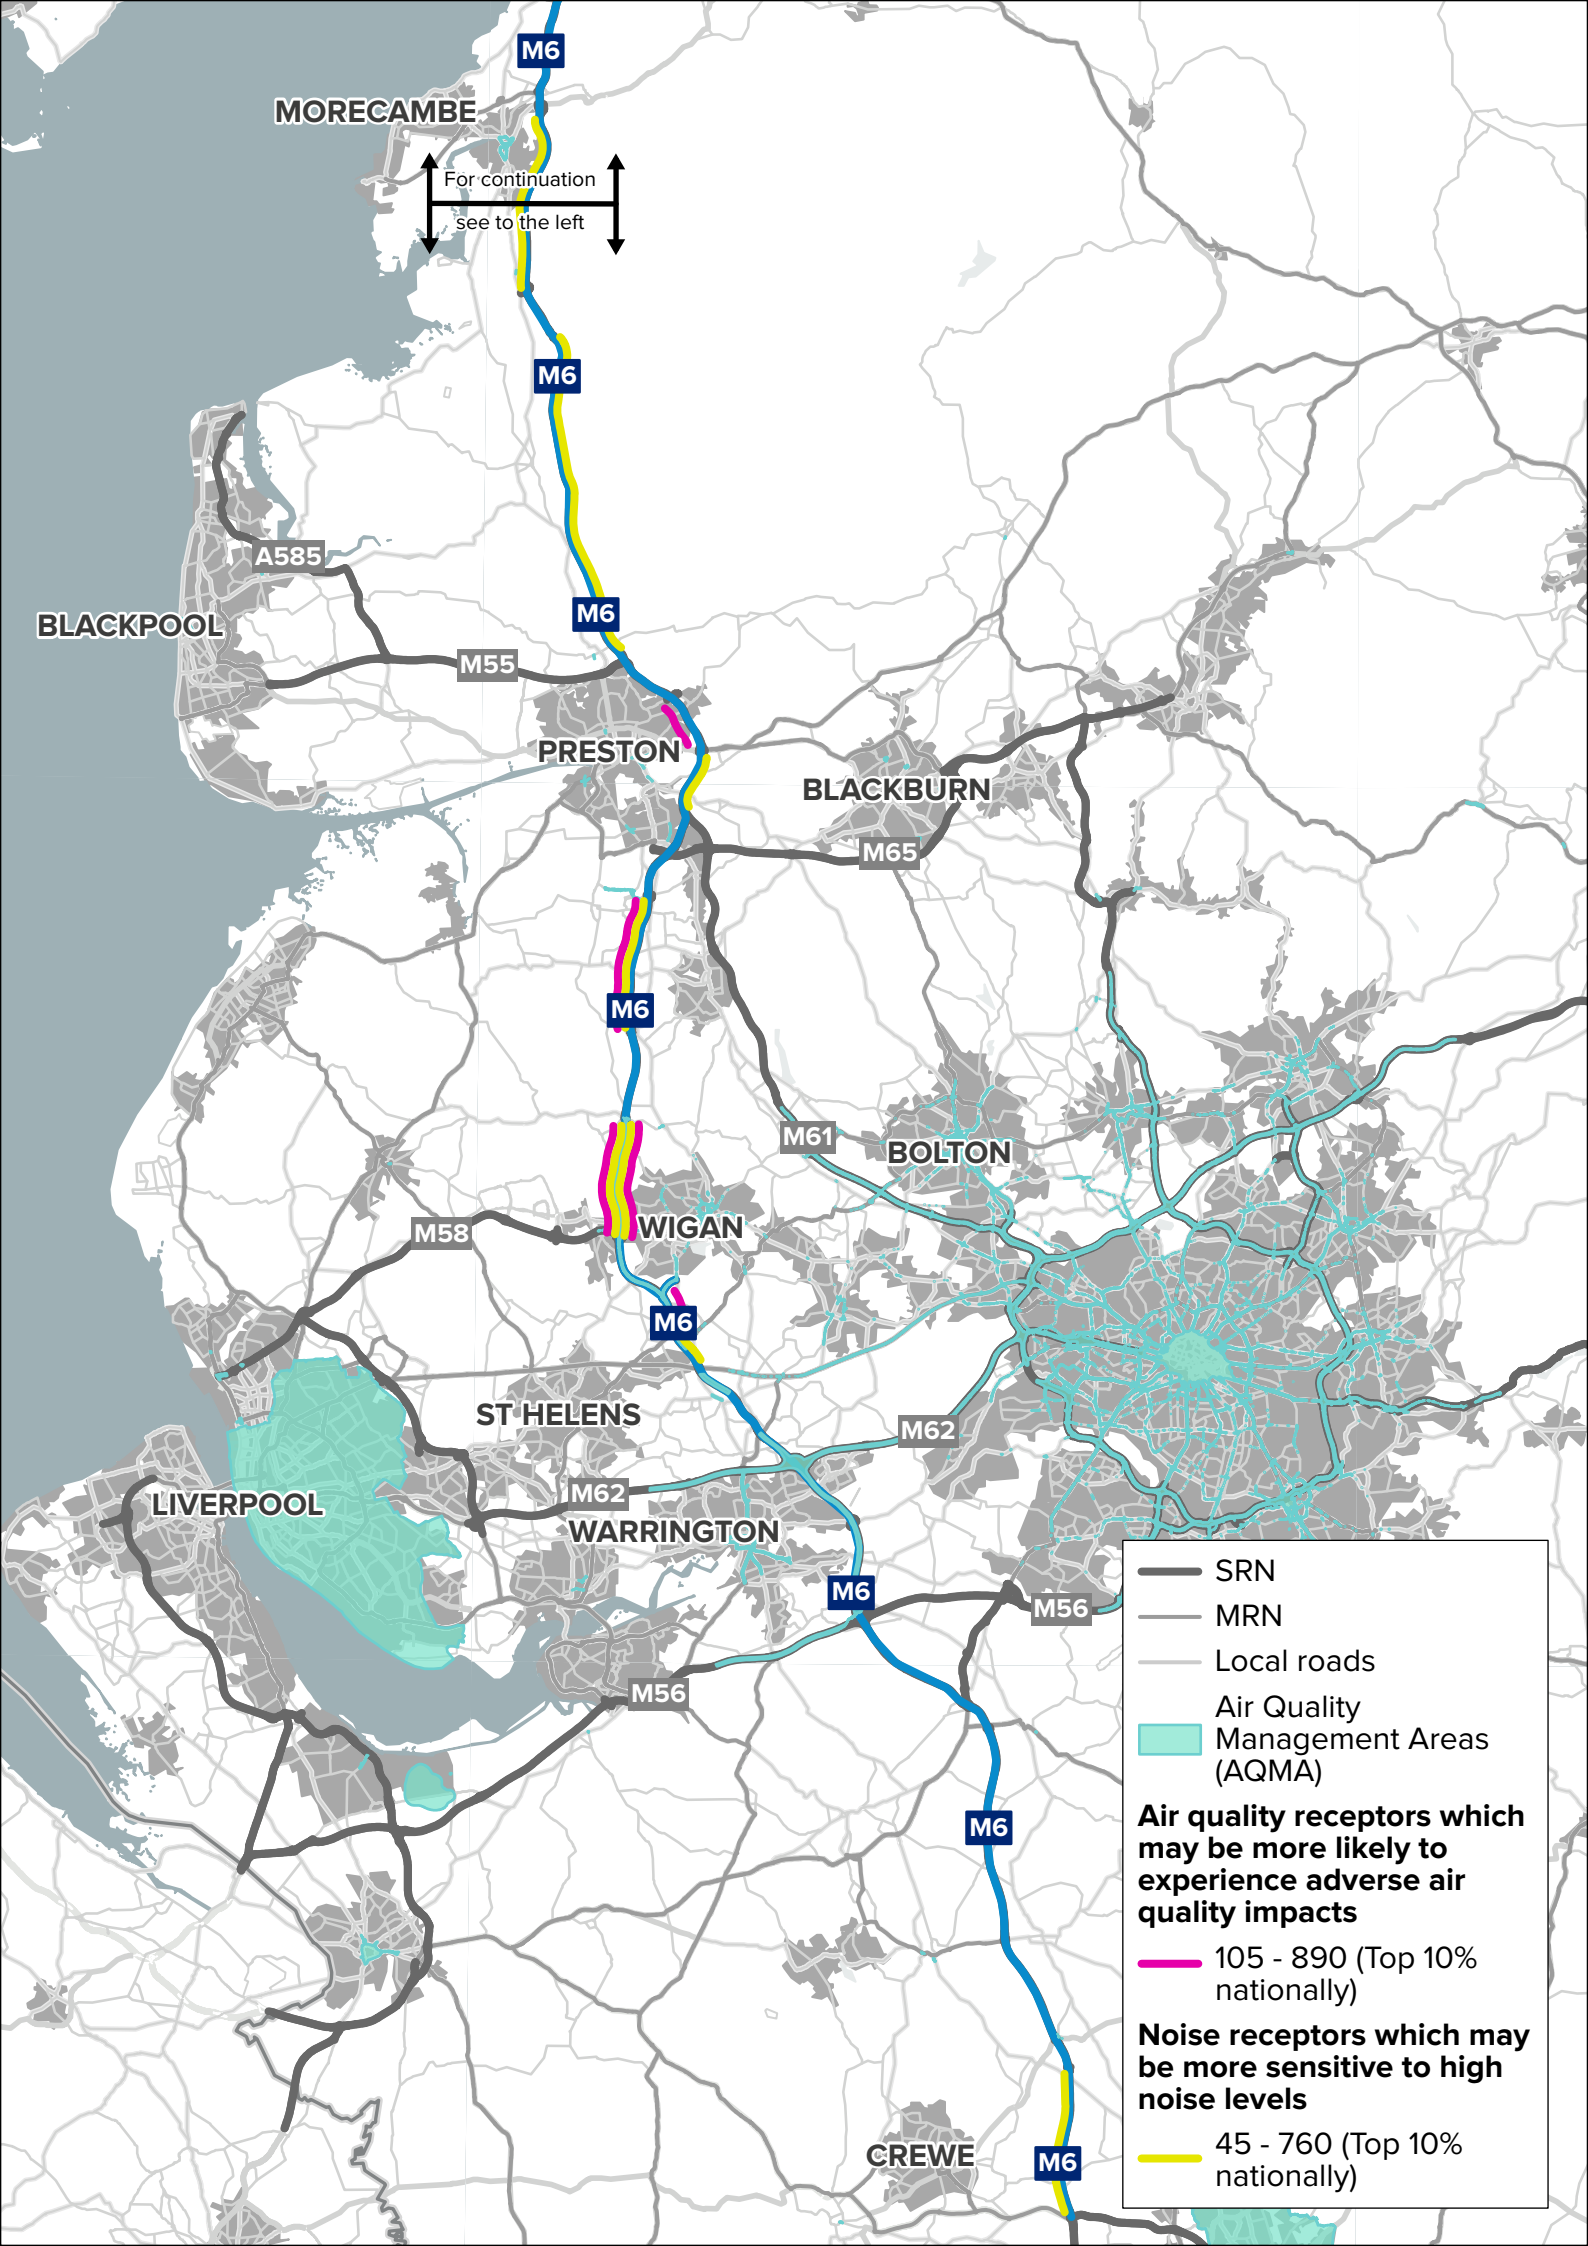 M6
MORECAMBE
For continuation
see to the left
M6
A585
M6
BLACKPOOL
M55
PRESTON
BLACKBURN
M65
M6
M61
BOLTON
WIGAN
M58
M6
ST HELENS
M62
M62
LIVERPOOL
WARRINGTON
M6
M56
M56
M6
CREWE
M6
SRN
MRN
Local roads
Air Quality
Management Areas
(AQMA)
Air quality receptors which
may be more likely to
experience adverse air
quality impacts
105 - 890 (Top 10%
nationally)
Noise receptors which may
be more sensitive to high
noise levels
45 - 760 (Top 10%
nationally)